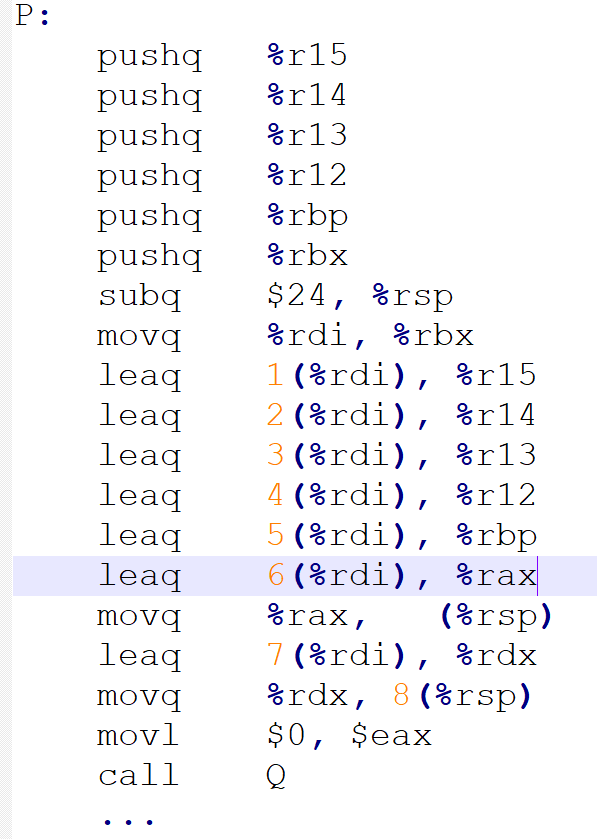 P:
pushq %r15
pushq %r14
pushq %r13
pushq %r12
pushq %rbp
pushq %rbx
subq $24, %rsp
movq %rdi, %rbx
leaq 1(%rdi), %r15
leaq 2(%rdi), %r14
leaq 3(%rdi), %r13
leaq 4(%rdi), %r12
leaq 5(%rdi), %rbp
leaq 6(%rdi), %rax
movq %rax, (%rsp)
leaq 7(%rdi), %rdx
movq %rdx, 8(%rsp)
movl $0, $eax
call Q
...